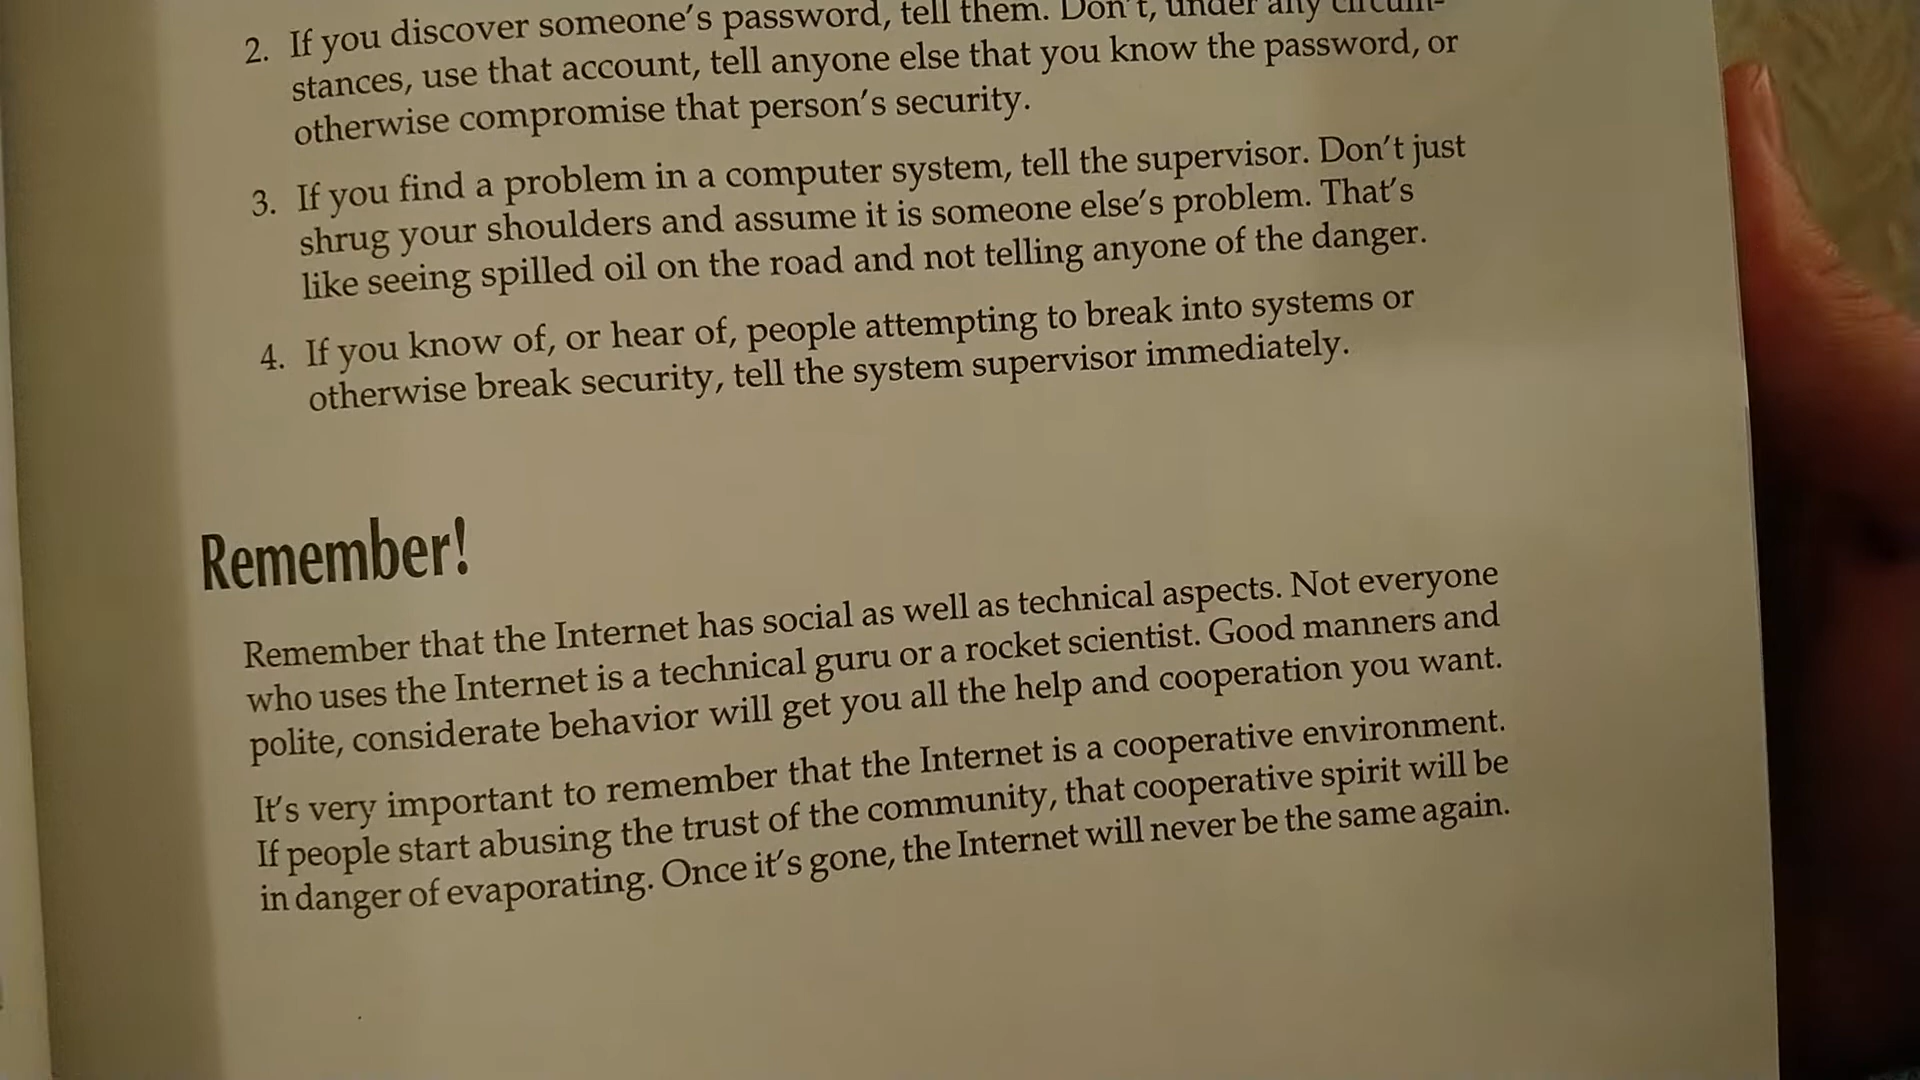 2. If you discover someone's password, tell them. Don't, under any circum-
stances, use that account, tell anyone else that you know the password, or
otherwise compromise that person's security.
3. If you find a problem in a computer system, tell the supervisor. Don't just
shrug your shoulders and assume it is someone else's problem. That's
like seeing spilled oil on the road and not telling anyone of the danger.
4. If you know of, or hear of, people attempting to break into systems or
otherwise break security, tell the system supervisor immediately.
Remember!
Remember that the Internet has social as well as technical aspects. Not everyone
who uses the Internet is a technical guru or a rocket scientist. Good manners and
polite, considerate behavior will get you all the help and cooperation you want.
It's very important to remember that the Internet is a cooperative environment.
If people start abusing the trust of the community, that cooperative spirit will be
in danger of evaporating. Once it's gone, the Internet will never be the same again.